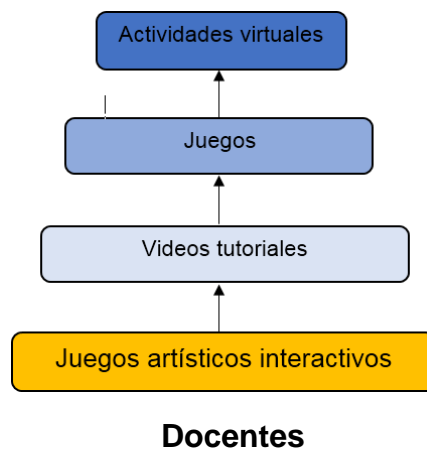 Actividades virtuales
Juegos
Videos tutoriales
Juegos artísticos interactivos
Docentes